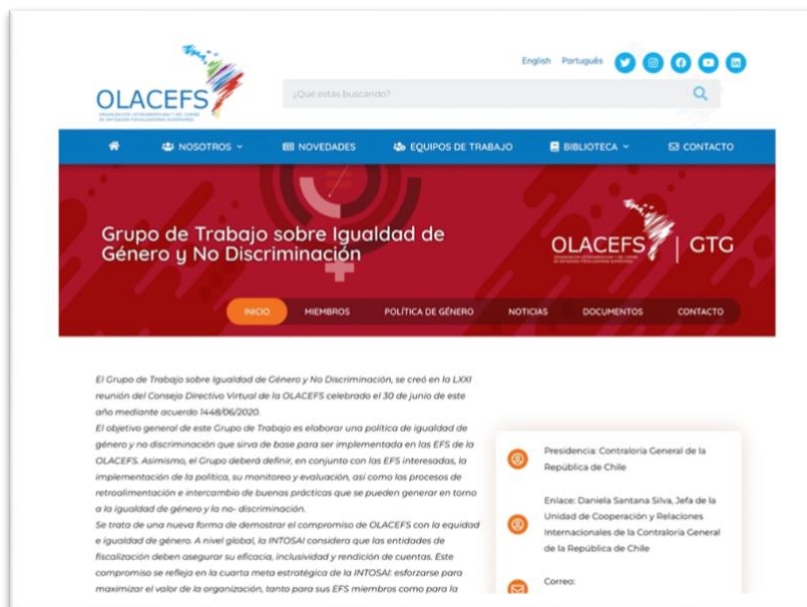 English Português
OLACEFS
¿Qué estás buscando?
NOSOTROS NOVEDADES EQUIPOS DE TRABAJO BIBLIOTECA CONTACTO
Grupo de Trabajo sobre Igualdad de
Género y No Discriminación
OLACEFS | GTG
INICIO MIEMBROS POLÍTICA DE GÉNERO NOTICIAS DOCUMENTOS CONTACTO
El Grupo de Trabajo sobre Igualdad de Género y No Discriminación, se creó en la LXXI
reunión del Consejo Directivo Virtual de la OLACEFS celebrado el 30 de junio de este
año mediante acuerdo 1448/06/2020.
El objetivo general de este Grupo de Trabajo es elaborar una política de igualdad de
género y no discriminación que sirva de base para ser implementada en las EFS de la
OLACEFS. Asimismo, el Grupo deberá definir, en conjunto con las EFS interesadas, la
implementación de la política, su monitoreo y evaluación, así como los procesos de
retroalimentación e intercambio de buenas prácticas que se pueden generar en torno
a la igualdad de género y la no- discriminación.
Se trata de una nueva forma de demostrar el compromiso de OLACEFS con la equidad
e igualdad de género. A nivel global, la INTOSAI considera que las entidades de
fiscalización deben asegurar su eficacia, inclusividad y rendición de cuentas. Este
compromiso se refleja en la cuarta meta estratégica de la INTOSAI: esforzarse para
maximizar el valor de la organización, tanto para sus EFS miembros como para la
Presidencia: Contraloría General de la
República de Chile
Enlace: Daniela Santana Silva, Jefa de la
Unidad de Cooperación y Relaciones
Internacionales de la Contraloría General
de la República de Chile
Correo: